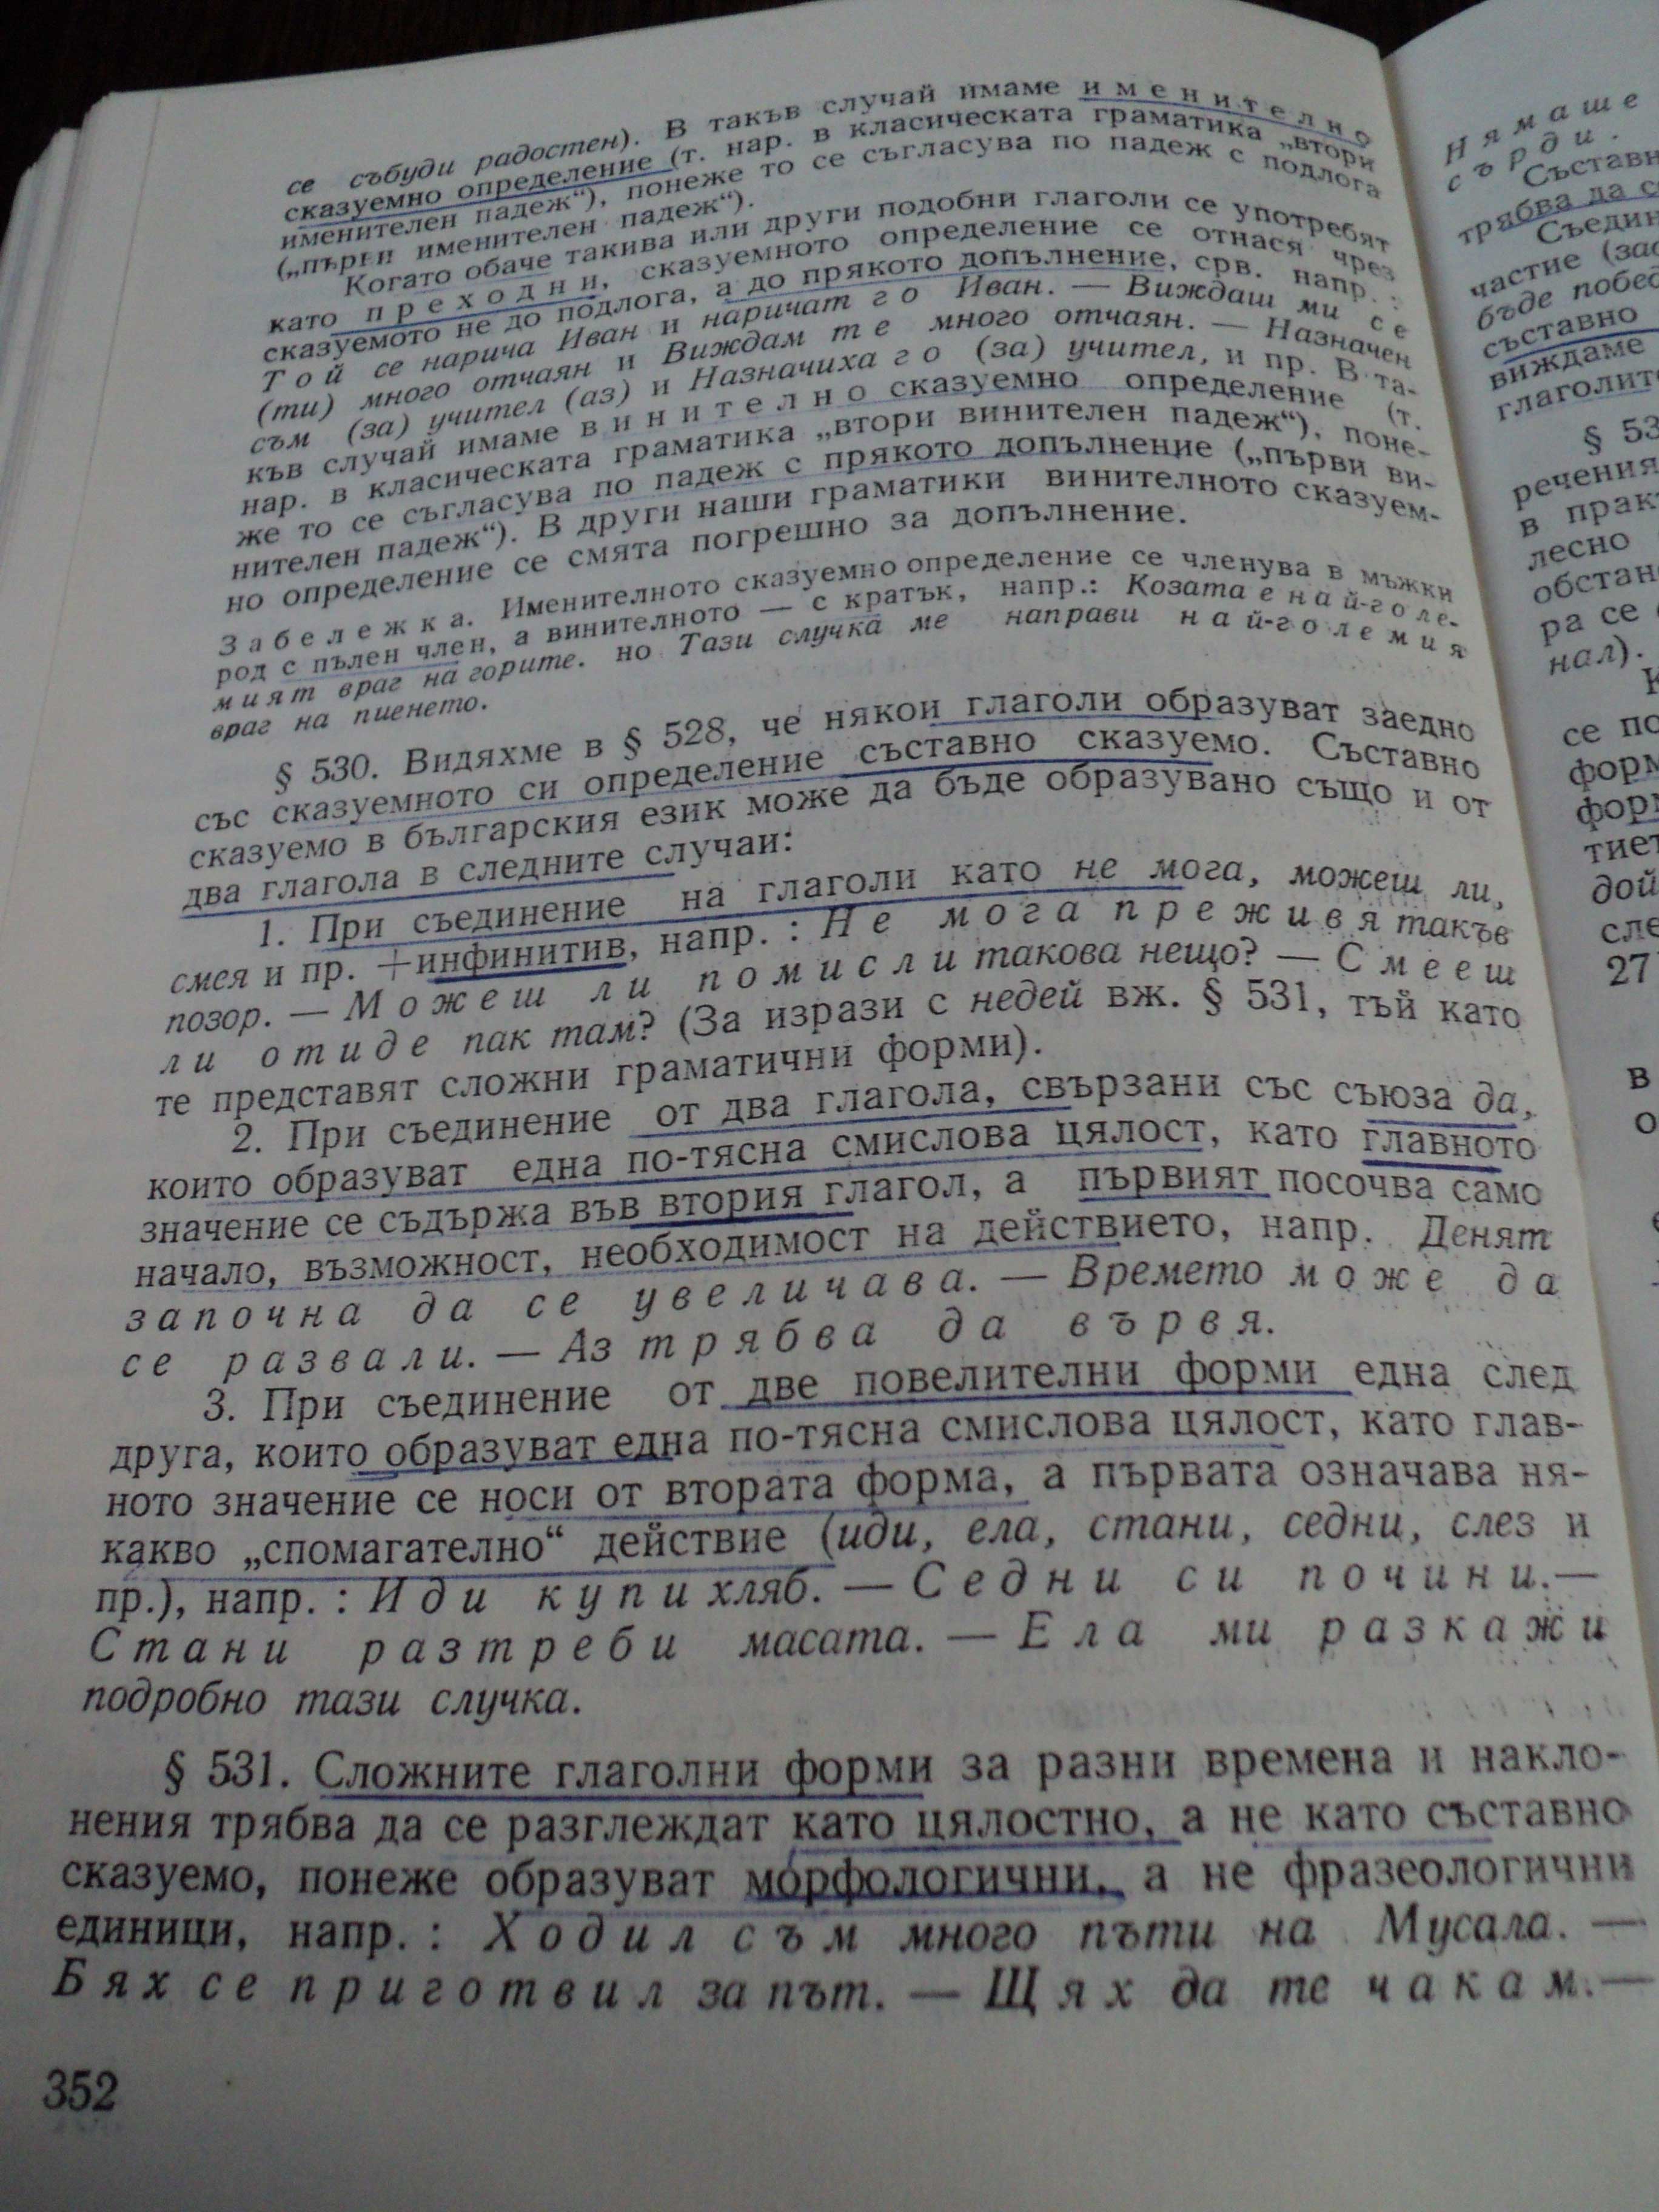 се събуди радостен). В такъв случай имаме именително
сказуемно определение (т. нар. в класическата граматика „втори
именителен падеж“), понеже то се съгласува по падеж с подлога
(„първи именителен падеж“).
Когато обаче такива или други подобни глаголи се употребят
като преходни, сказуемното определение се отнася чрез
сказуемото не до подлога, а до прякото допълнение, срв. напр.:
Той се нарича Иван и наричат го Иван. — Виждаш ми се
(ти) много отчаян и Виждам те много отчаян. — Назначен
съм (за) учител (аз) и Назначиха го (за) учител, и пр. В та-
къв случай имаме винително сказуемно определение (т.
нар. в класическата граматика „втори винителен падеж“), поне-
же то се съгласува по падеж с прякото допълнение („първи ви-
нителен падеж“). В други наши граматики винителното сказуем-
но определение се смята погрешно за допълнение.
Забележка. Именителното сказуемно определение се членува в мъжки
род с пълен член, а винителното — с кратък, напр.: Козата е най-голе-
мият враг на горите. но Тази случка ме направи най-големия
враг на пиенето.
§ 530. Видяхме в § 528, че някои глаголи образуват заедно
със сказуемното си определение съставно сказуемо. Съставно
сказуемо в българския език може да бъде образувано също и от
два глагола в следните случаи:
1. При съединение на глаголи като не мога, можеш ли,
смея и пр. +инфинитив, напр. : Не мога преживя такъв
позор. — Можеш ли помисли такова нещо? — Смееш
ли отиде пак там? (За изрази с недей вж. § 531, тъй като
те представят сложни граматични форми).
2. При съединение от два глагола, свързани със съюза да,
които образуват една по-тясна смислова цялост, като главното
значение се съдържа във втория глагол, а първият посочва само
начало, възможност, необходимост на действието, напр. Денят
започна да се увеличава. — Времето може да
се развали. — Аз трябва да вървя.
3. При съединение от две повелителни форми една след
друга, които образуват една по-тясна смислова цялост, като глав-
ното значение се носи от втората форма, а първата означава ня-
какво „спомагателно“ действие (иди, ела, стани, седни, слез и
пр.), напр. : Иди купи хляб. — Седни си почини.—
Стани разтреби масата. — Ела ми разкажи
подробно тази случка.
§ 531. Сложните глаголни форми за разни времена и накло-
нения трябва да се разглеждат като цялостно, а не като съставно
сказуемо, понеже образуват морфологични, а не фразеологични
единици, напр. : Ходил съм много пъти на Мусала. —
Бях се приготвил за път. — Щях да те чакам.—
352
Нямаше
сърди.
трябва да
частие
бъде
съставно
виждаме
§ 53
речения
в
лесно
ра се
нал).
се
27
в